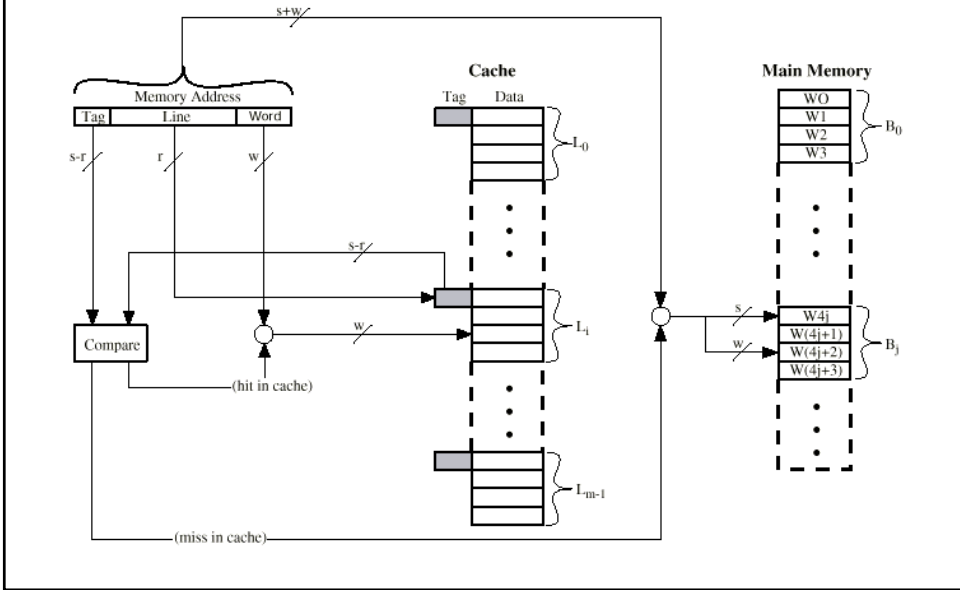 s+w
Cache
Main Memory
Memory Address
Tag Line Word
Tag Data
s-r
r
w
L0
WO
W1
W2
W3
B0
s-r
Li
Compare
w
(hit in cache)
s
w
W4j
W(4j+1)
W(4j+2)
W(4j+3)
Bj
Lm-1
(miss in cache)